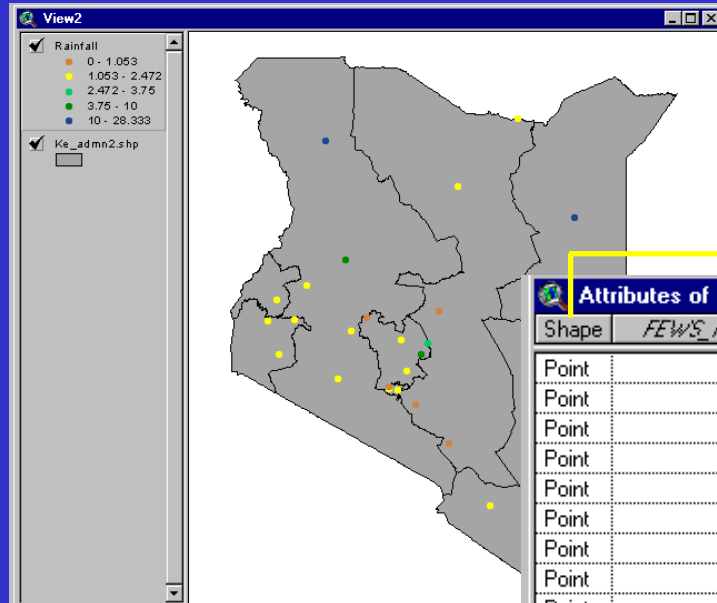 View2
Rainfall
0 - 1.053
1.053 - 2.472
2.472 - 3.75
3.75 - 10
10 - 28.333
Ke_admn2.shp
Attributes of
Shape
Point
Point
Point
Point
Point
Point
Point
Point